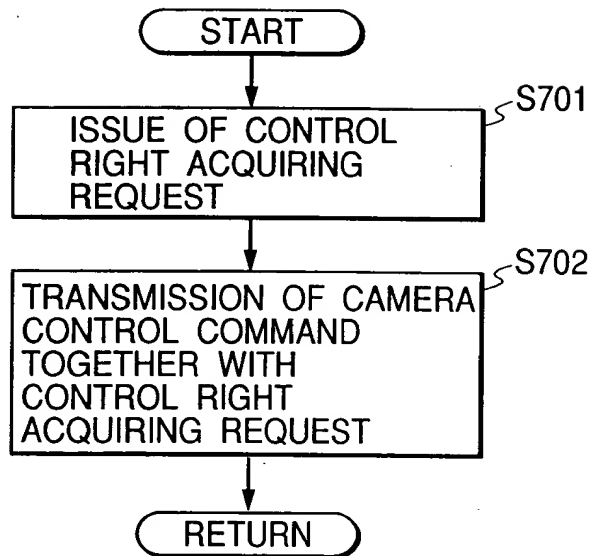 START
S701
ISSUE OF CONTROL
RIGHT ACQUIRING
REQUEST
S702
TRANSMISSION OF CAMERA
CONTROL COMMAND
TOGETHER WITH
CONTROL RIGHT
ACQUIRING REQUEST
RETURN